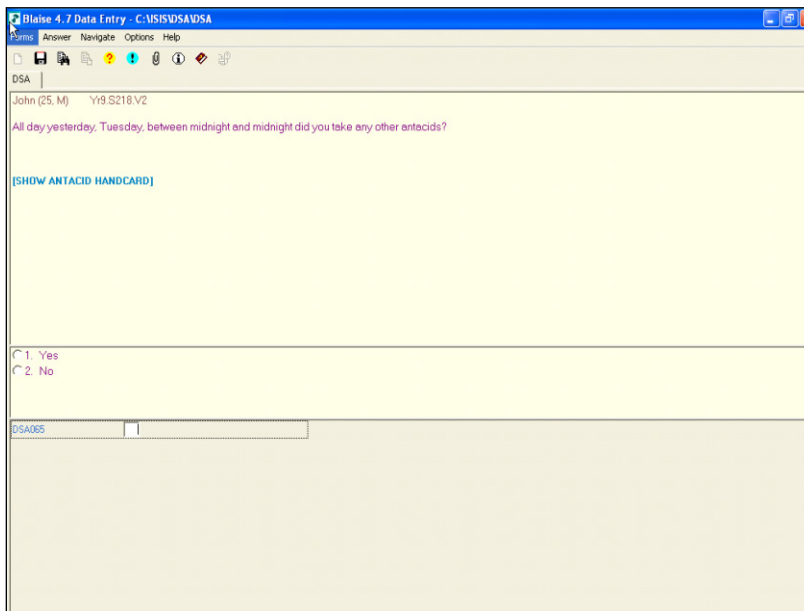 Blaise 4.7 Data Entry - C:\ISIS\DSA\DSA
Forms Answer Navigate Options Help
DSA
John (25, M) Yr9.S218.V2
All day yesterday, Tuesday, between midnight and midnight did you take any other antacids?
[SHOW ANTACID HANDCARD]
1. Yes
2. No
DSA065